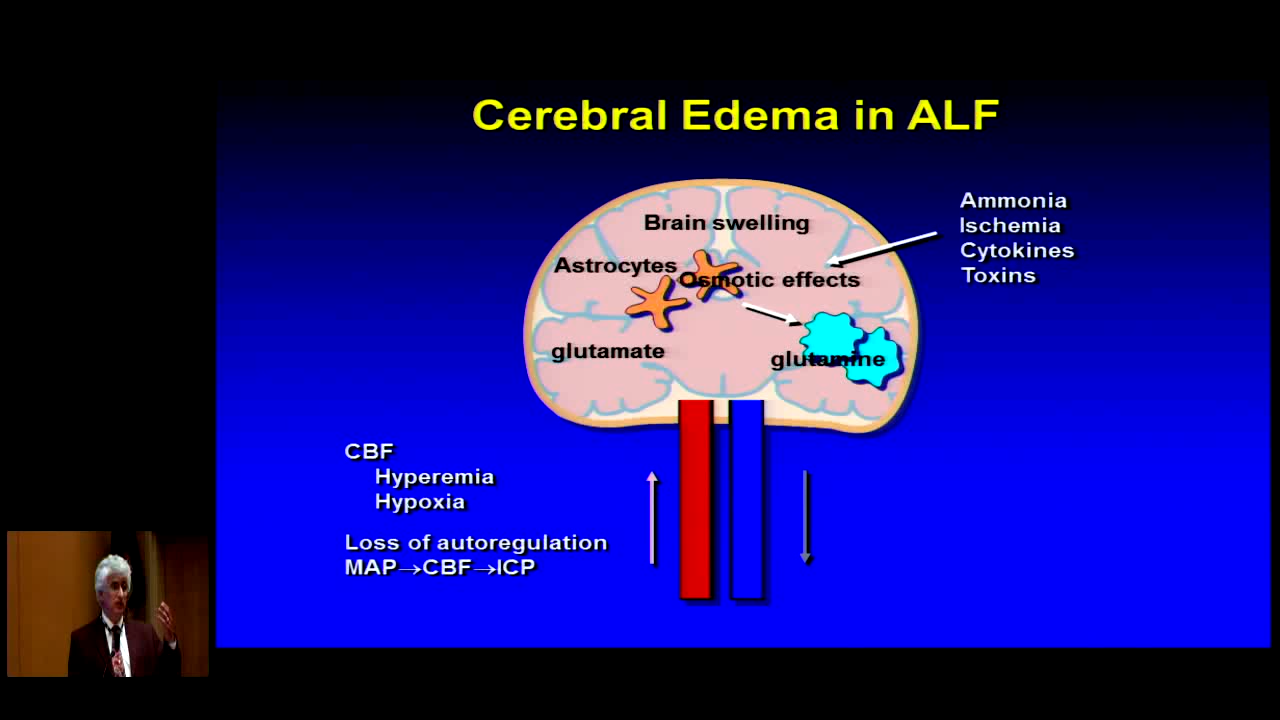 Cerebral Edema in ALF
Brain swelling
Astrocytes
Osmotic effects
glutamate
glutamine
Ammonia
Ischemia
Cytokines
Toxins
CBF
Hyperemia
Hypoxia
Loss of autoregulation
MAP→CBF→ICP